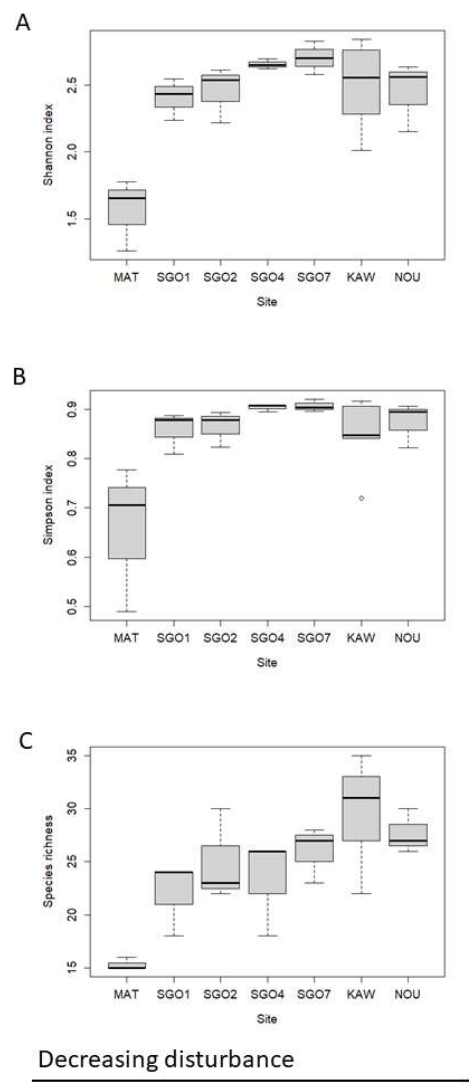 A
Shannon index
2.5
2.0
1.5
MAT SGO1 SGO2 SGO4 SGO7 KAW NOU
Site
B
Simpson index
0.9
0.8
0.7
0.6
0.5
MAT SGO1 SGO2 SGO4 SGO7 KAW NOU
Site
C
Species richness
35
30
25
20
15
MAT SGO1 SGO2 SGO4 SGO7 KAW NOU
Site
Decreasing disturbance